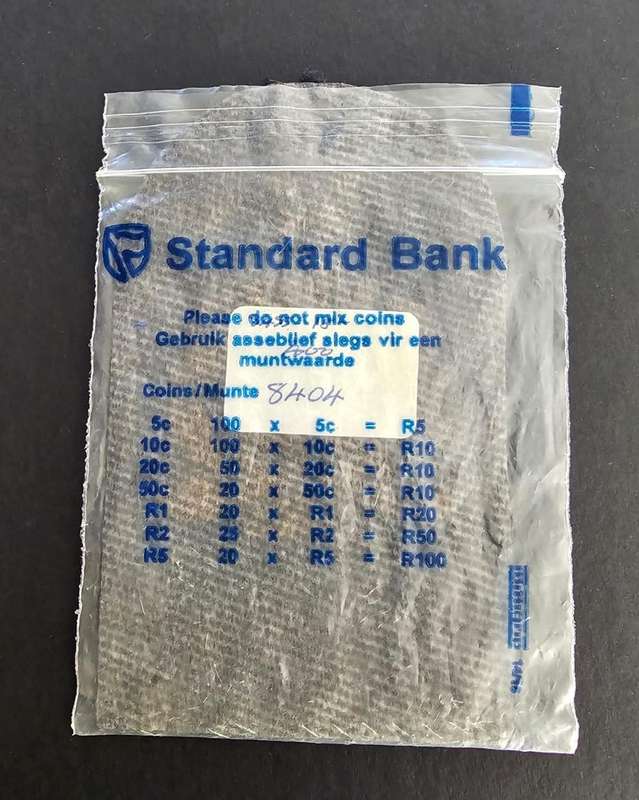 Standard Bank
Please do not mix coins
Gebruik asseblief slegs vir een
muntwaarde
400
Coins/Munte 8404
5c 100 x 5c = R5
10c 100 x 10c = R10
20c 50 x 20c = R10
50c 20 x 50c = R10
R1 20 x R1 = R20
R2 25 x R2 = R50
R5 20 x R5 = R100